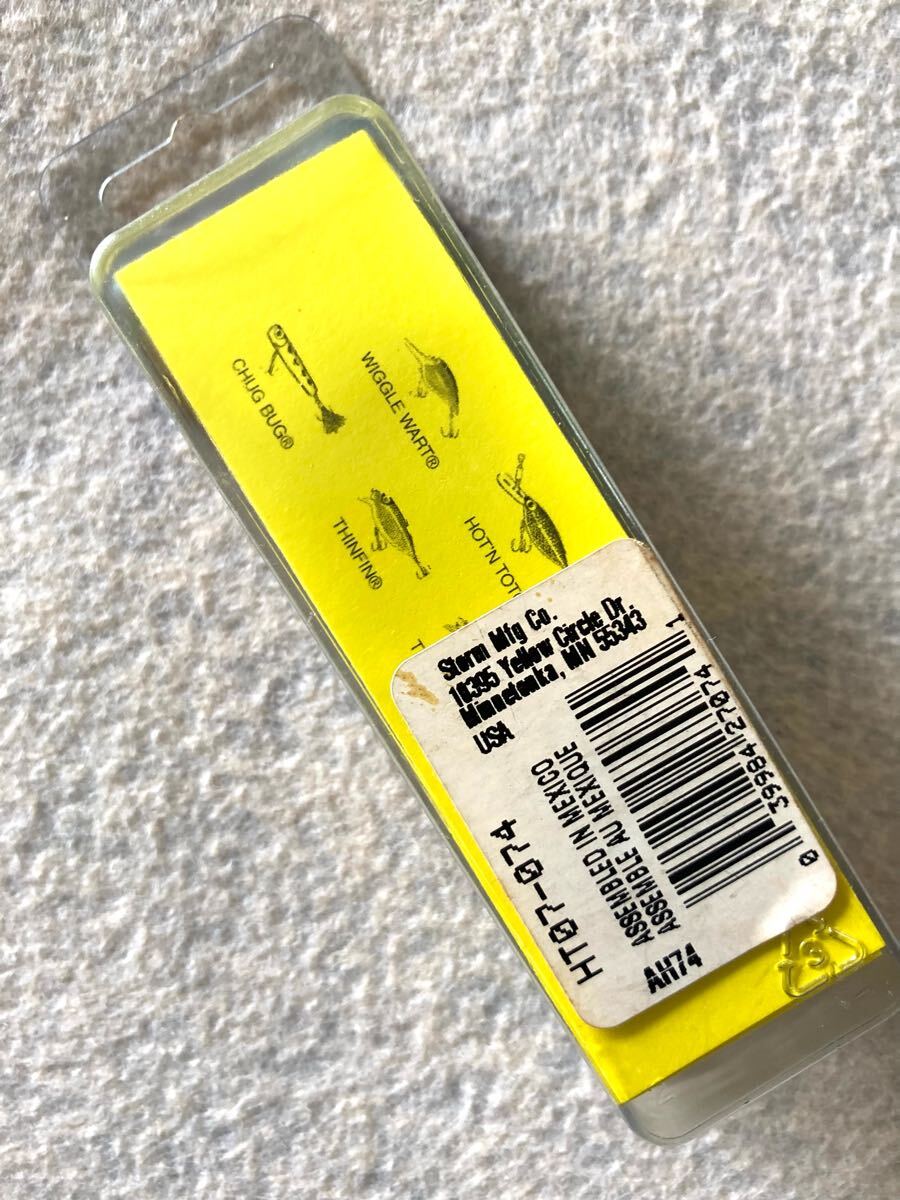 CHUG BUG®
WIGGLE WART®
THINFIN®
HOT'N
Storm Mfg Co.
10395 Yellow Circle Dr.
Minnetonka, MN 55343
USA
HT07-074
ASSEMBLED IN MEXICO
ASSEMBLE AU MEXIQUE
AH74
0 39984 27074 1
3